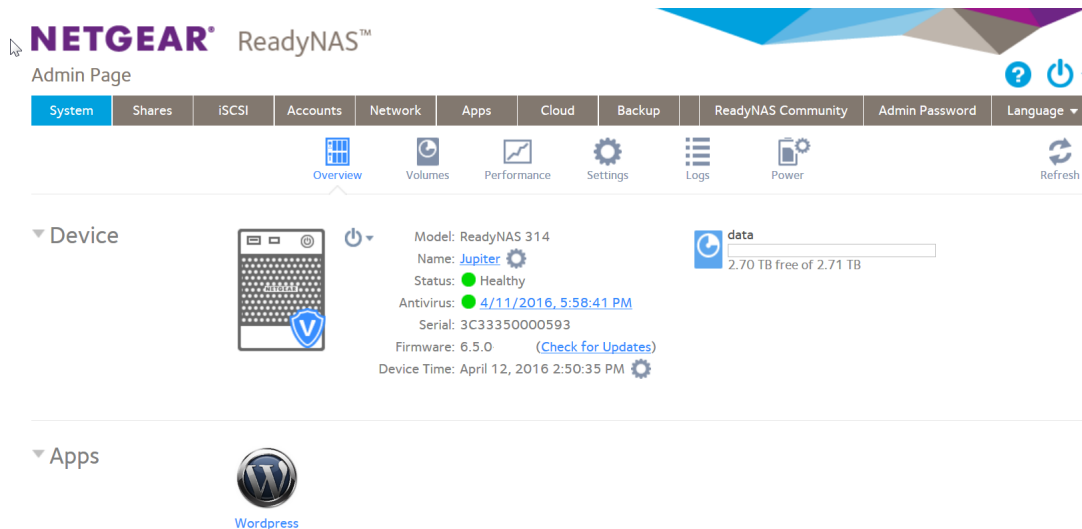 NETGEAR® ReadyNAS™
Admin Page
?
System Shares iSCSI Accounts Network Apps Cloud Backup ReadyNAS Community Admin Password Language
Overview Volumes Performance Settings Logs Power Refresh
Device
NETGEAR
V
Model: ReadyNAS 314
Name: Jupiter
Status: Healthy
Antivirus: 4/11/2016, 5:58:41 PM
Serial: 3C33350000593
Firmware: 6.5.0 (Check for Updates)
Device Time: April 12, 2016 2:50:35 PM
data
2.70 TB free of 2.71 TB
Apps
W
Wordpress